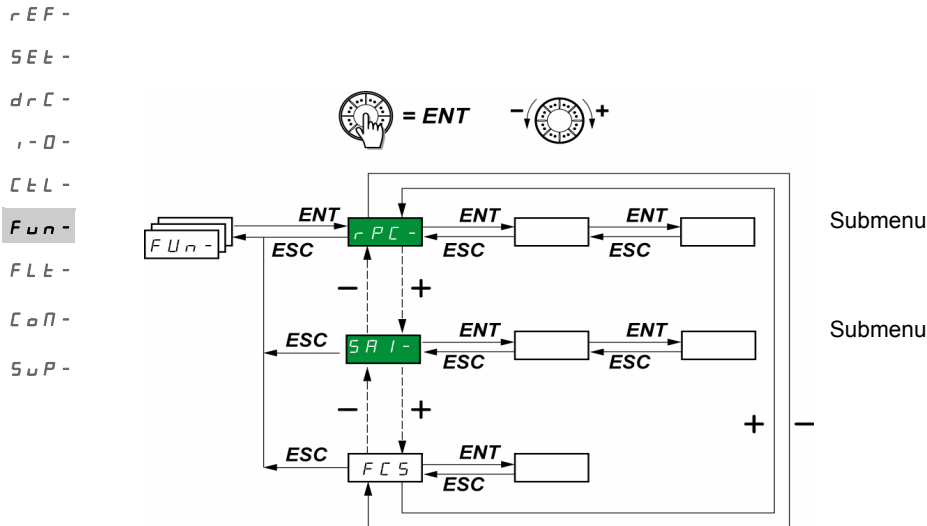 rEF-
SEt-
drC-
I-O-
CtL-
Fun-
FLt-
CoM-
SuP-
= ENT - +
ENT
FUn-
ESC
rPC-
ENT
ESC
ENT
ESC
Submenu
- +
ESC
SAI-
ENT
ESC
ENT
ESC
Submenu
- +
+ -
ESC
FCS
ENT
ESC